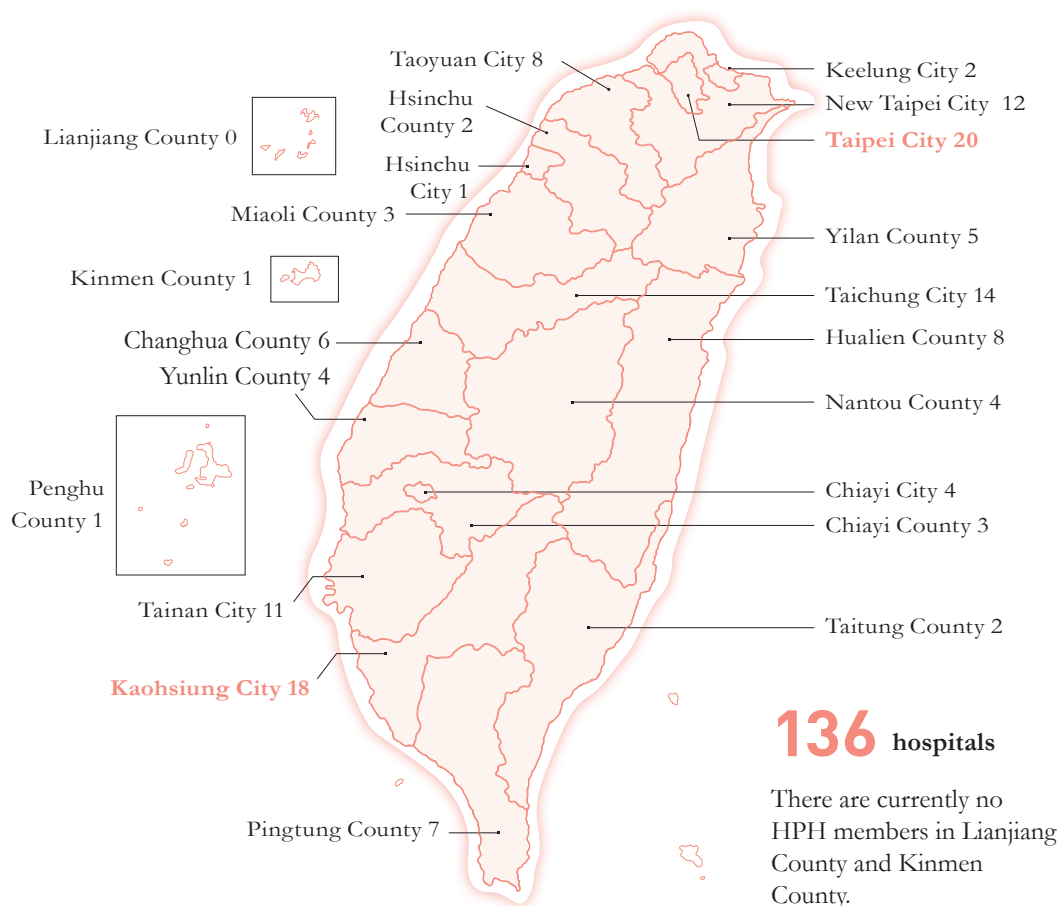 Taoyuan City 8
Hsinchu
County 2
Lianjiang County 0
Hsinchu
City 1
Miaoli County 3
Kinmen County 1
Changhua County 6
Yunlin County 4
Penghu
County 1
Tainan City 11
Kaohsiung City 18
Pingtung County 7
Keelung City 2
New Taipei City 12
Taipei City 20
Yilan County 5
Taichung City 14
Hualien County 8
Nantou County 4
Chiayi City 4
Chiayi County 3
Taitung County 2
136 hospitals
There are currently no
HPH members in Lianjiang
County and Kinmen
County.